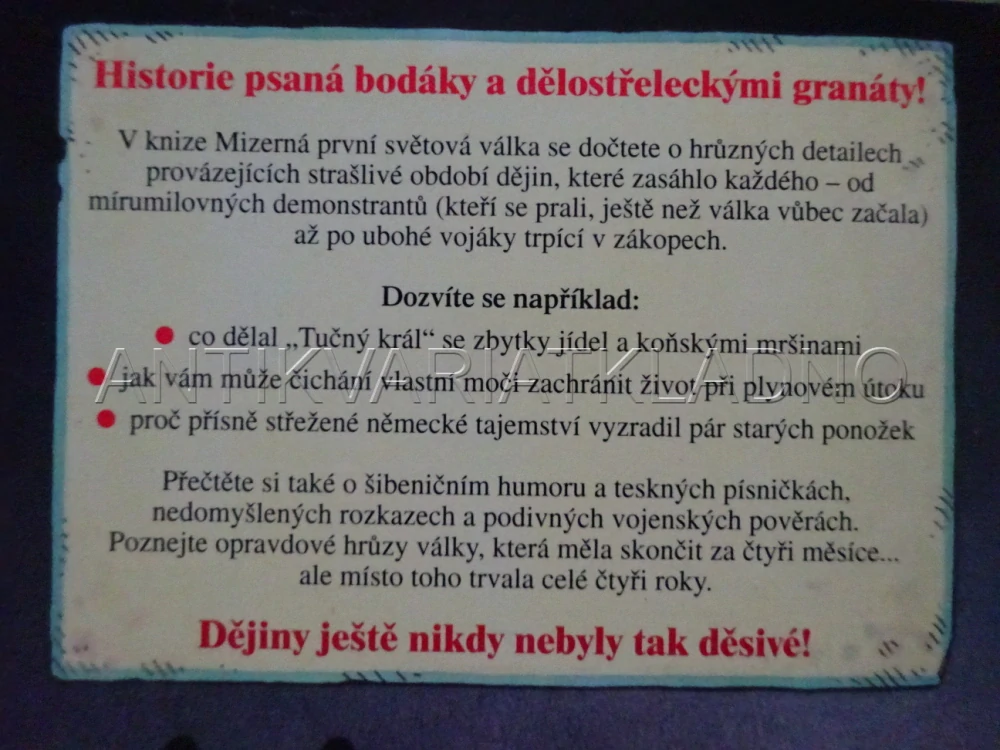 Historie psaná bodáky a dělostřeleckými granáty!
V knize Mizerná první světová válka se dočtete o hrůzných detailech
provázejících strašlivé období dějin, které zasáhlo každého – od
mírumilovných demonstrantů (kteří se prali, ještě než válka vůbec začala)
až po ubohé vojáky trpící v zákopech.
Dozvíte se například:
● co dělal „Tučný král“ se zbytky jídel a koňskými mršinami
ANTIKVARIATKLADNO
● jak vám může čichání vlastní moči zachránit život při plynovém útoku
● proč přísně střežené německé tajemství vyzradil pár starých ponožek
Přečtěte si také o šibeničním humoru a teskných písničkách,
nedomyšlených rozkazech a podivných vojenských pověrách.
Poznejte opravdové hrůzy války, která měla skončit za čtyři měsíce...
ale místo toho trvala celé čtyři roky.
Dějiny ještě nikdy nebyly tak děsivé!